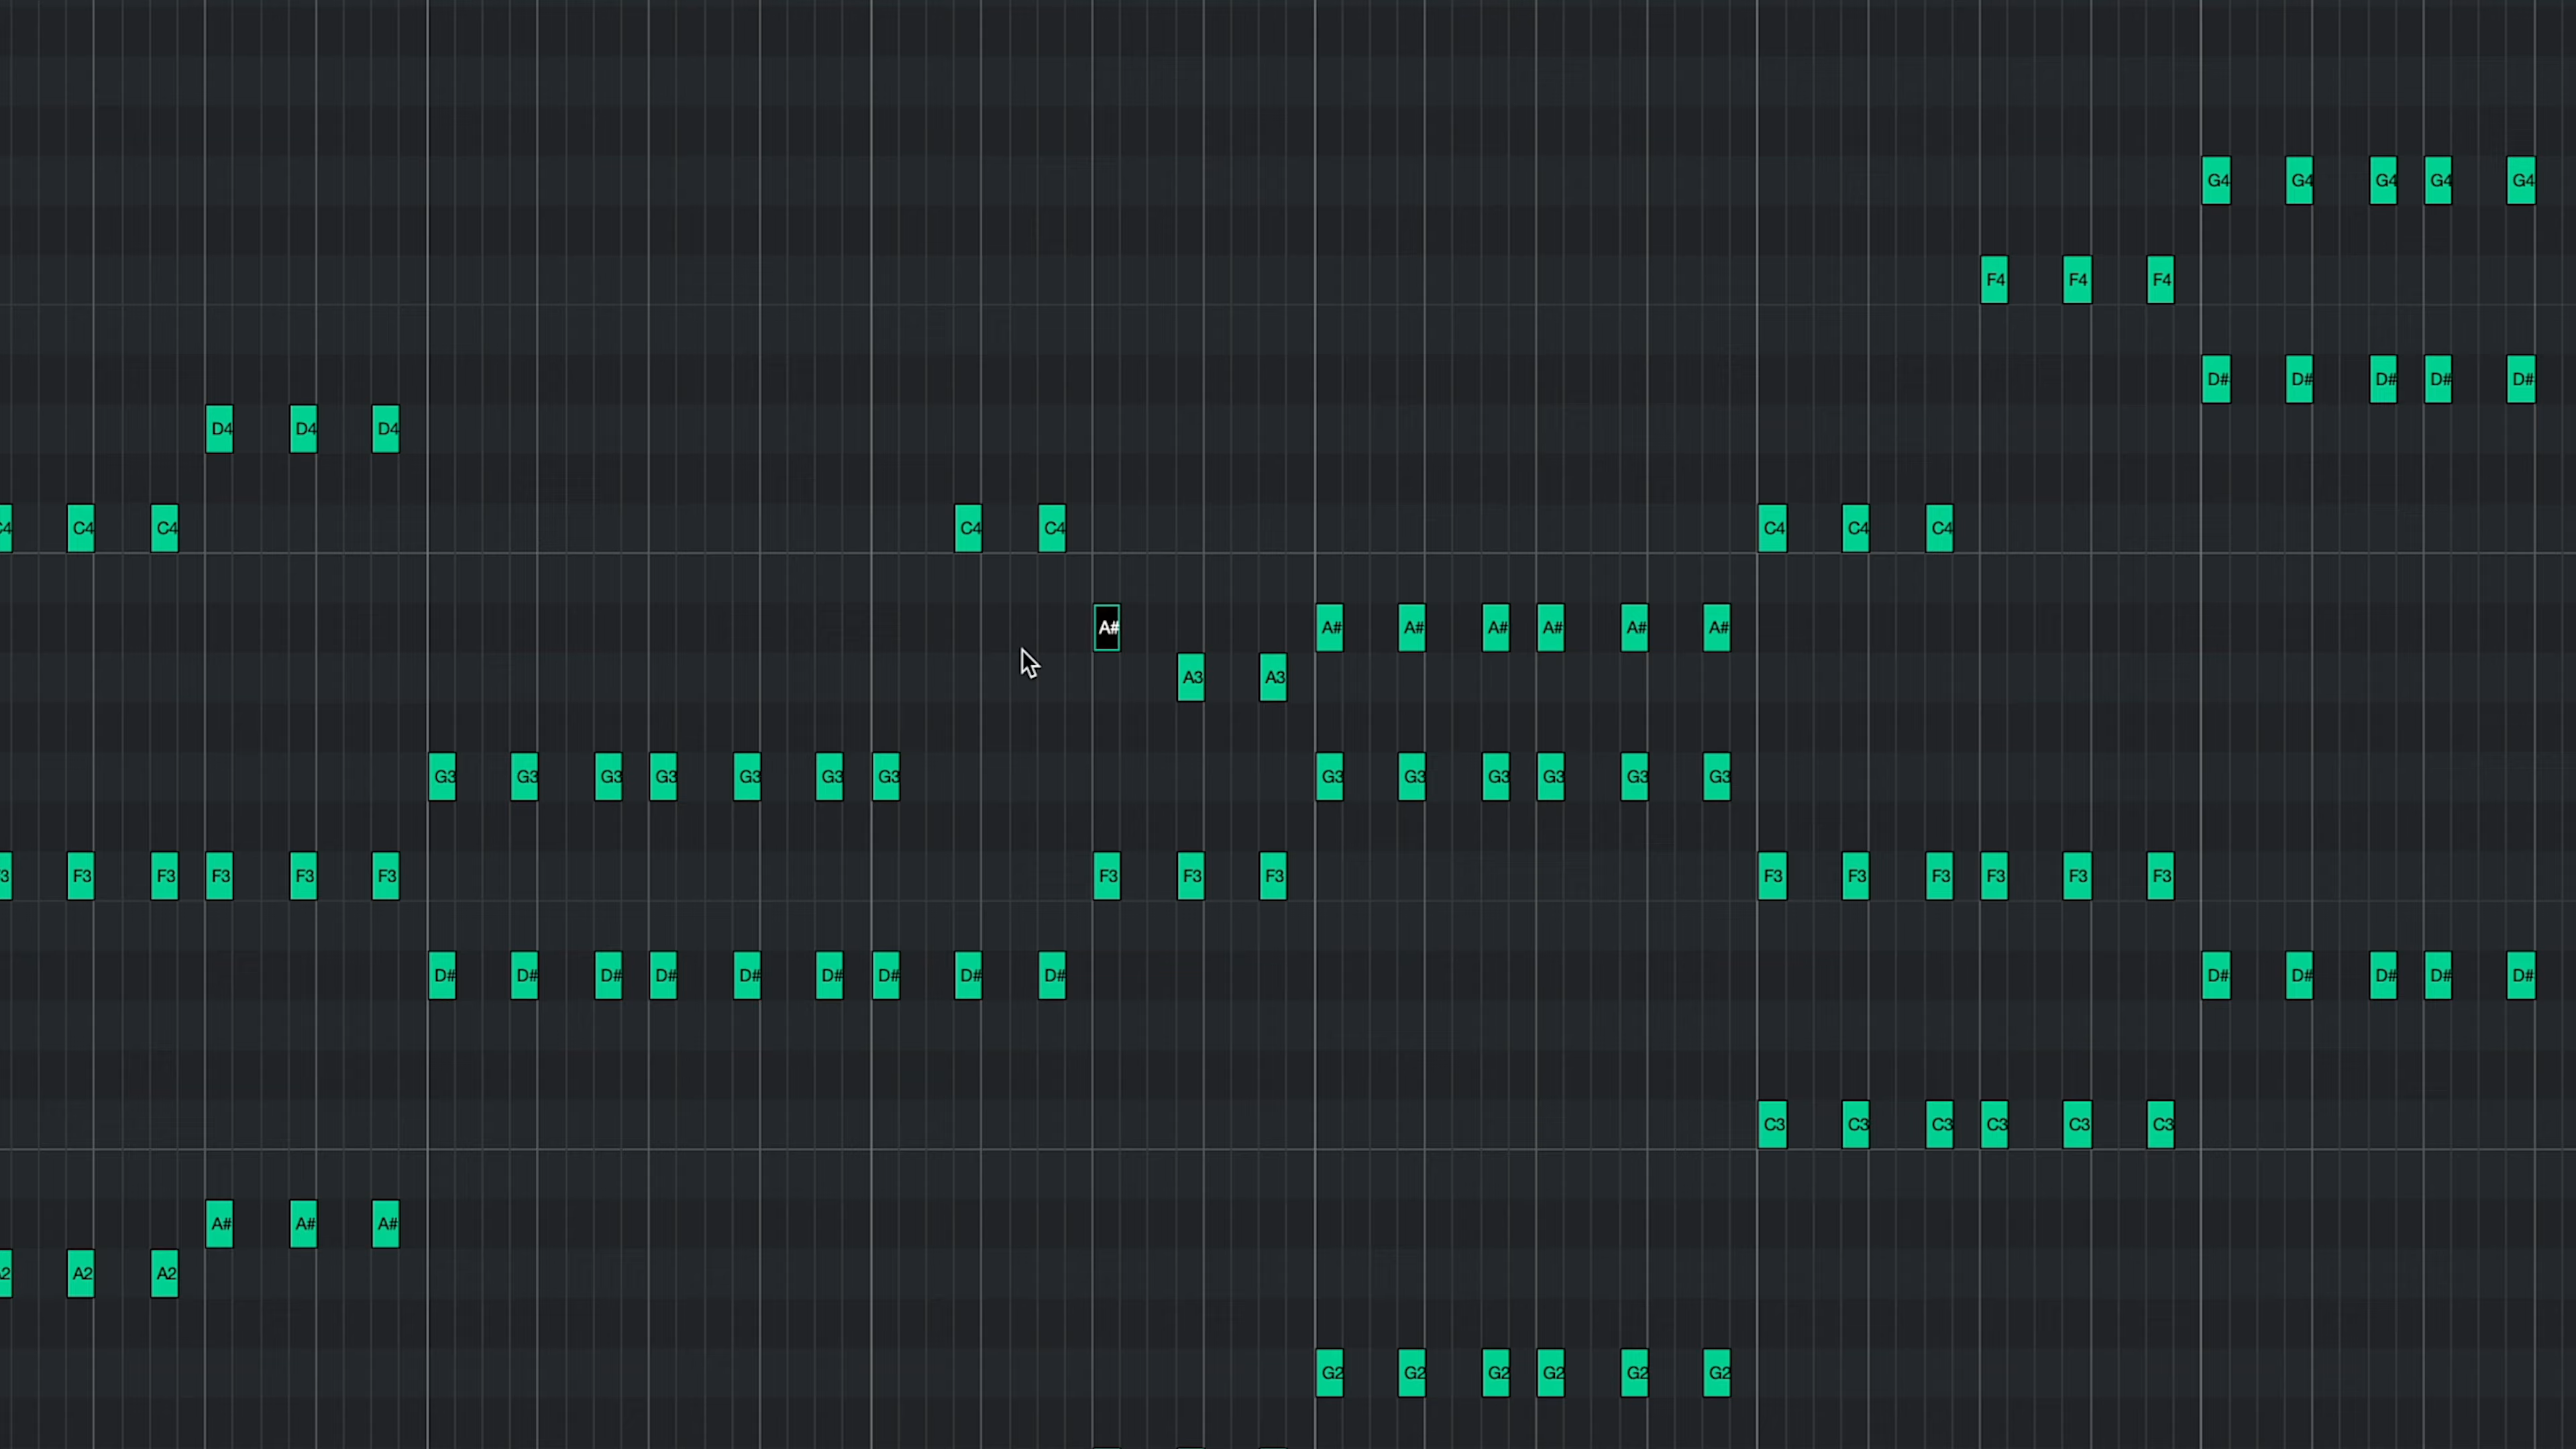 G4 G4 G4 G4 G4
F4 F4 F4
D# D# D# D# D#
D4 D4 D4
C4 C4 C4 C4 C4 C4 C4 C4
A# A# A# A# A# A# A#
A3 A3
G3 G3 G3 G3 G3 G3 G3 G3 G3 G3 G3 G3 G3
F3 F3 F3 F3 F3 F3 F3 F3 F3 F3 F3 F3 F3 F3
D# D# D# D# D# D# D# D# D# D# D# D# D# D#
C3 C3 C3 C3 C3 C3
A# A# A#
A2 A2
G2 G2 G2 G2 G2 G2